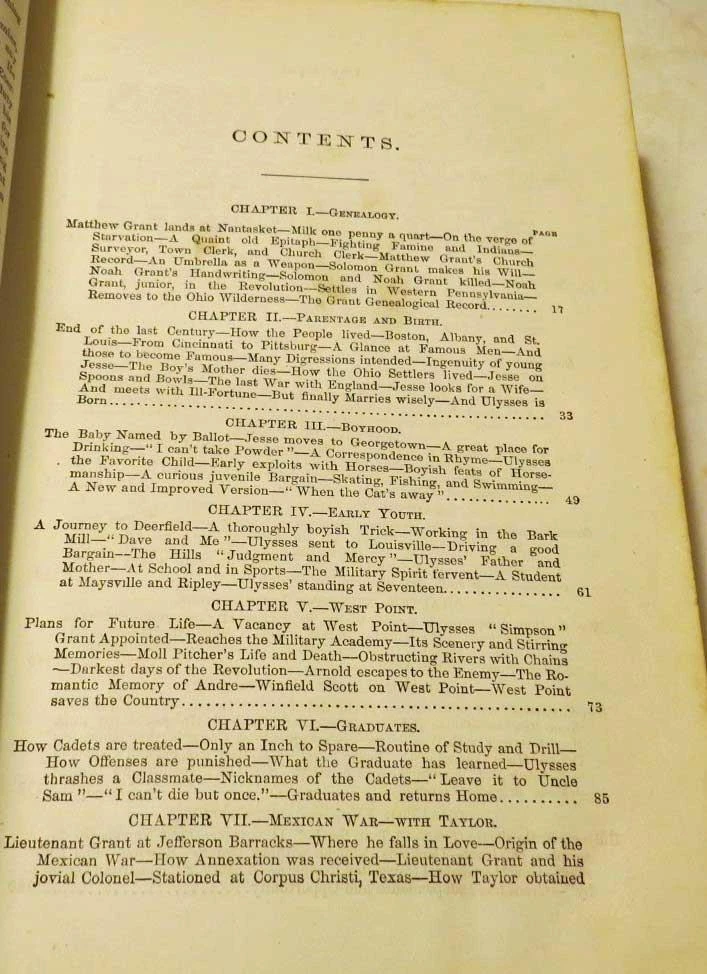 CONTENTS.
CHAPTER I.—GENEALOGY.
PAGE
Matthew Grant lands at Nantasket—Milk one penny a quart—On the verge of
Starvation—A Quaint old Epitaph—Fighting Famine and Indians—
Surveyor, Town Clerk, and Church Clerk—Matthew Grant's Church
Record—An Umbrella as a Weapon—Solomon Grant makes his Will—
Noah Grant's Handwriting—Solomon and Noah Grant killed—Noah
Grant, junior, in the Revolution—Settles in Western Pennsylvania—
Removes to the Ohio Wilderness—The Grant Genealogical Record........ 17
CHAPTER II.—PARENTAGE AND BIRTH.
End of the last Century—How the People lived—Boston, Albany, and St.
Louis—From Cincinnati to Pittsburg—A Glance at Famous Men—And
those to become Famous—Many Digressions intended—Ingenuity of young
Jesse—The Boy's Mother dies—How the Ohio Settlers lived—Jesse on
Spoons and Bowls—The last War with England—Jesse looks for a Wife—
And meets with Ill-Fortune—But finally Marries wisely—And Ulysses is
Born............................................................ 33
CHAPTER III.—BOYHOOD.
The Baby Named by Ballot—Jesse moves to Georgetown—A great place for
Drinking—"I can't take Powder"—A Correspondence in Rhyme—Ulysses
the Favorite Child—Early exploits with Horses—Boyish feats of Horse-
manship—A curious juvenile Bargain—Skating, Fishing, and Swimming—
A New and Improved Version—"When the Cat's away"............... 49
CHAPTER IV.—EARLY YOUTH.
A Journey to Deerfield—A thoroughly boyish Trick—Working in the Bark
Mill—"Dave and Me"—Ulysses sent to Louisville—Driving a good
Bargain—The Hills "Judgment and Mercy"—Ulysses' Father and
Mother—At School and in Sports—The Military Spirit fervent—A Student
at Maysville and Ripley—Ulysses' standing at Seventeen............... 61
CHAPTER V.—WEST POINT.
Plans for Future Life—A Vacancy at West Point—Ulysses "Simpson"
Grant Appointed—Reaches the Military Academy—Its Scenery and Stirring
Memories—Moll Pitcher's Life and Death—Obstructing Rivers with Chains
—Darkest days of the Revolution—Arnold escapes to the Enemy—The Ro-
mantic Memory of Andre—Winfield Scott on West Point—West Point
saves the Country.................................................. 73
CHAPTER VI.—GRADUATES.
How Cadets are treated—Only an Inch to Spare—Routine of Study and Drill—
How Offenses are punished—What the Graduate has learned—Ulysses
thrashes a Classmate—Nicknames of the Cadets—"Leave it to Uncle
Sam"—"I can't die but once."—Graduates and returns Home.......... 85
CHAPTER VII.—MEXICAN WAR—WITH TAYLOR.
Lieutenant Grant at Jefferson Barracks—Where he falls in Love—Origin of the
Mexican War—How Annexation was received—Lieutenant Grant and his
jovial Colonel—Stationed at Corpus Christi, Texas—How Taylor obtained